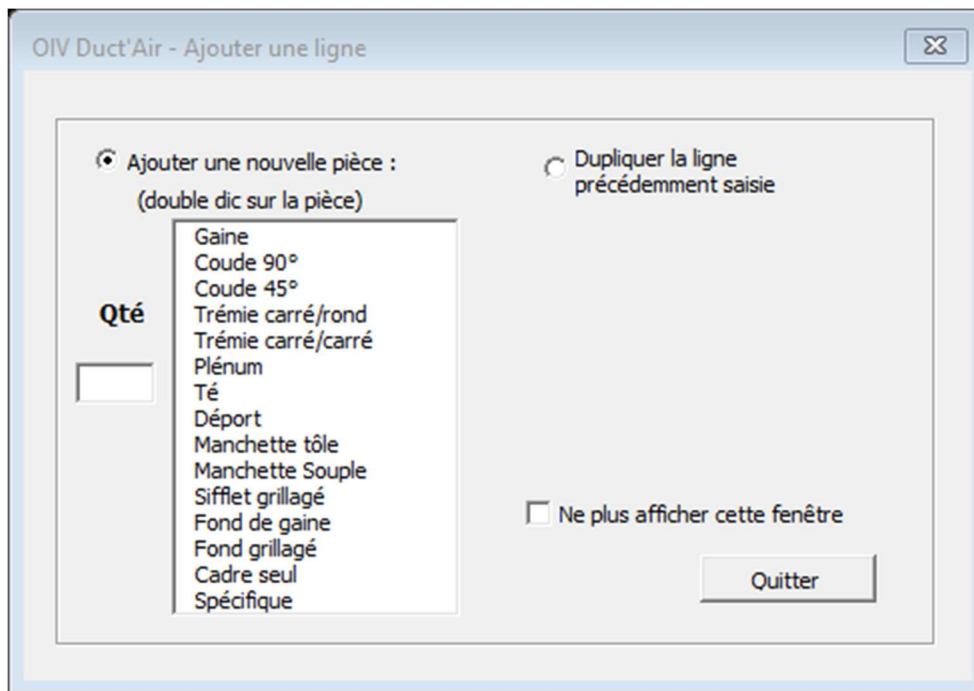 OIV Duct'Air - Ajouter une ligne
Ajouter une nouvelle pièce :
(double clic sur la pièce)
Dupliquer la ligne
précédemment saisie
Qté
Gaine
Coude 90°
Coude 45°
Trémie carré/rond
Trémie carré/carré
Plénum
Té
Déport
Manchette tôle
Manchette Souple
Sifflet grillagé
Fond de gaine
Fond grillagé
Cadre seul
Spécifique
Ne plus afficher cette fenêtre
Quitter